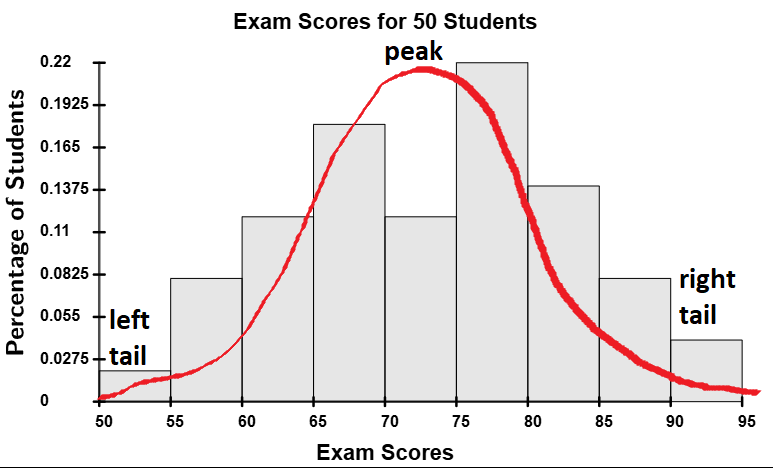 Exam Scores for 50 Students
peak
Percentage of Students
0.22
0.1925
0.165
0.1375
0.11
0.0825
0.055
0.0275
0
left
tail
right
tail
50 55 60 65 70 75 80 85 90 95
Exam Scores